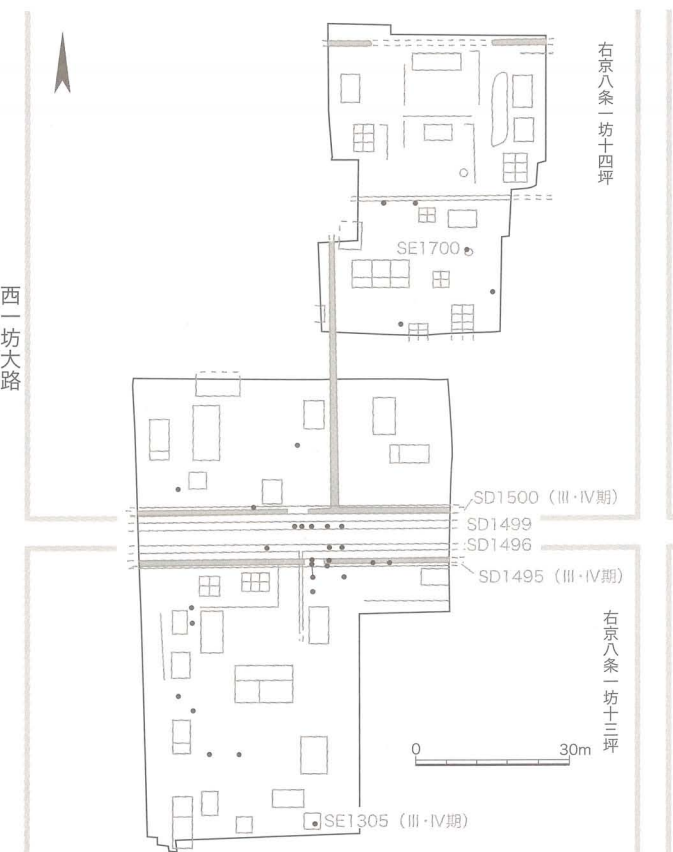 右京八条一坊十四坪
SE1700
西一坊大路
SD1500（Ⅲ·Ⅳ期）
SD1499
SD1496
SD1495（Ⅲ·Ⅳ期）
右京八条一坊十三坪
0 30m
SE1305（Ⅲ·Ⅳ期）